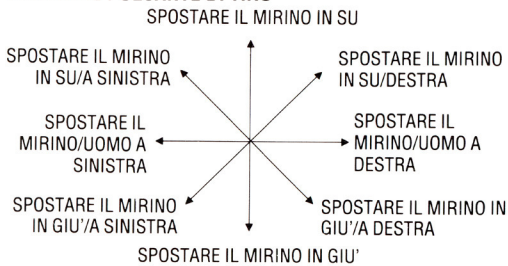 SPOSTARE IL MIRINO IN SU
SPOSTARE IL MIRINO
IN SU/A SINISTRA
SPOSTARE IL MIRINO
IN SU/DESTRA
SPOSTARE IL
MIRINO/UOMO A
SINISTRA
SPOSTARE IL
MIRINO/UOMO A
DESTRA
SPOSTARE IL MIRINO
IN GIU'/A SINISTRA
SPOSTARE IL MIRINO IN
GIU'/A DESTRA
SPOSTARE IL MIRINO IN GIU'